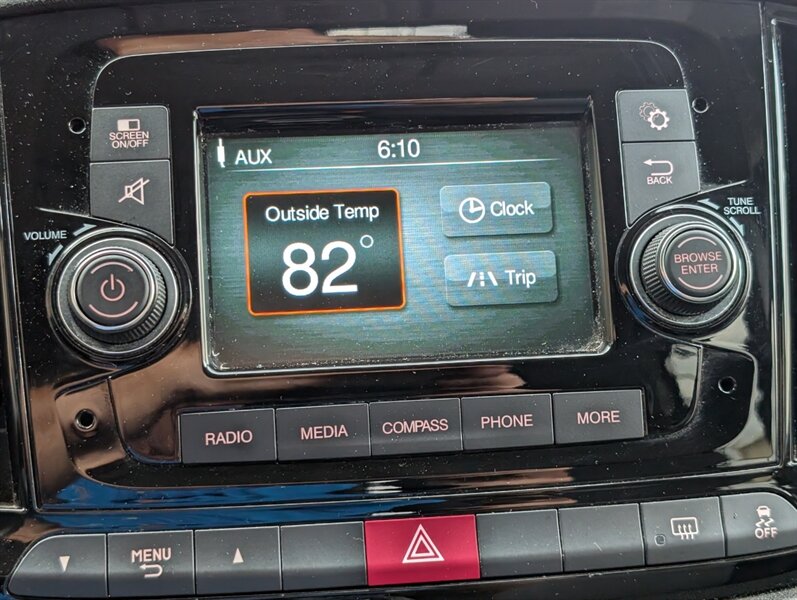 SCREEN
ON/OFF
AUX
6:10
BACK
VOLUME
TUNE
SCROLL
Outside Temp
82°
Clock
Trip
BROWSE
ENTER
RADIO
MEDIA
COMPASS
PHONE
MORE
MENU
OFF